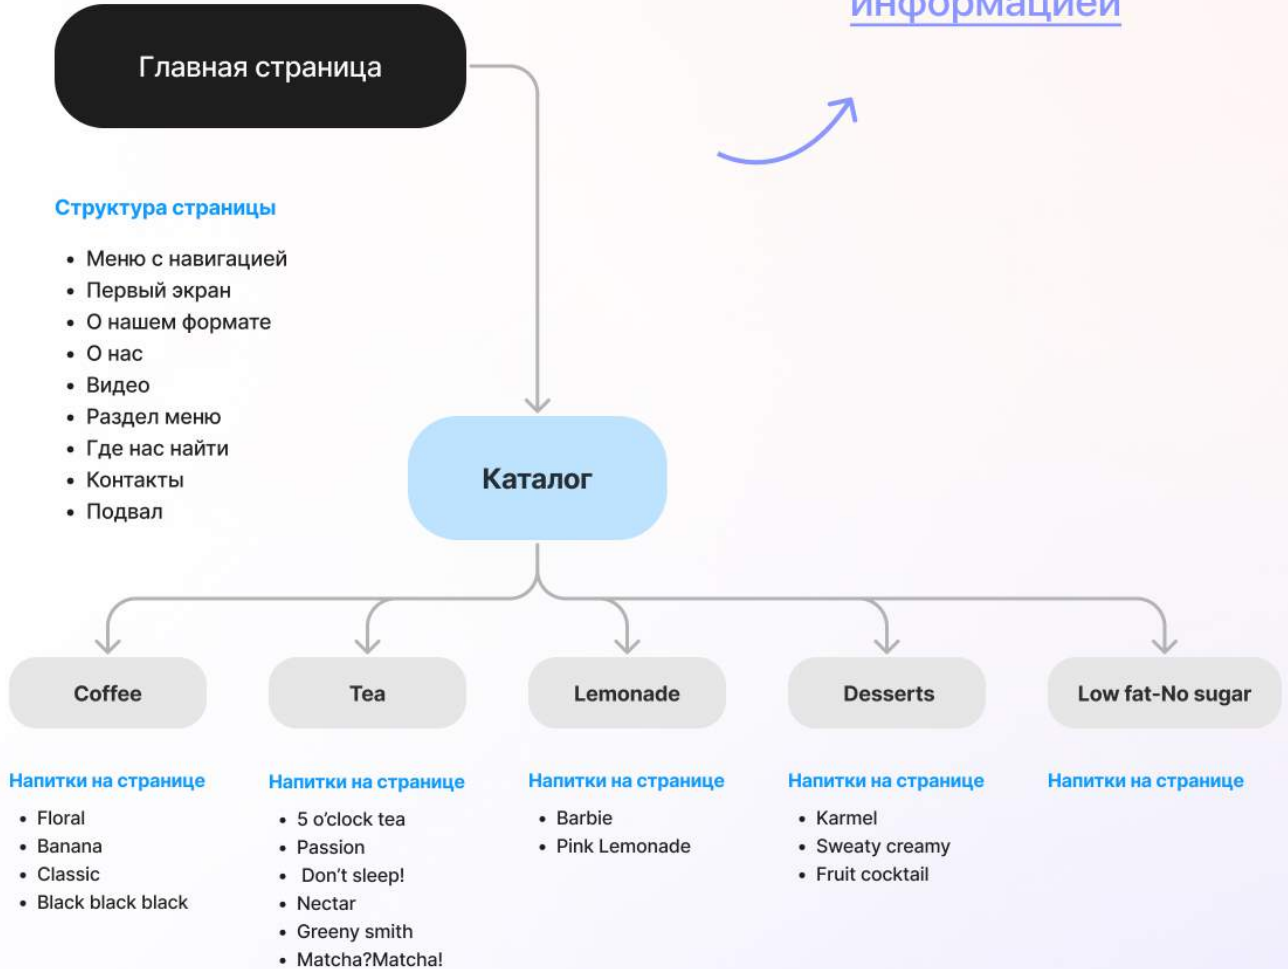 информацией
Главная страница
Структура страницы
• Меню с навигацией
• Первый экран
• О нашем формате
• О нас
• Видео
• Раздел меню
• Где нас найти
• Контакты
• Подвал
Каталог
Coffee
Tea
Lemonade
Desserts
Low fat-No sugar
Напитки на странице
• Floral
• Banana
• Classic
• Black black black
Напитки на странице
• 5 o’clock tea
• Passion
• Don’t sleep!
• Nectar
• Greeny smith
• Matcha?Matcha!
Напитки на странице
• Barbie
• Pink Lemonade
Напитки на странице
• Karmel
• Sweaty creamy
• Fruit cocktail
Напитки на странице